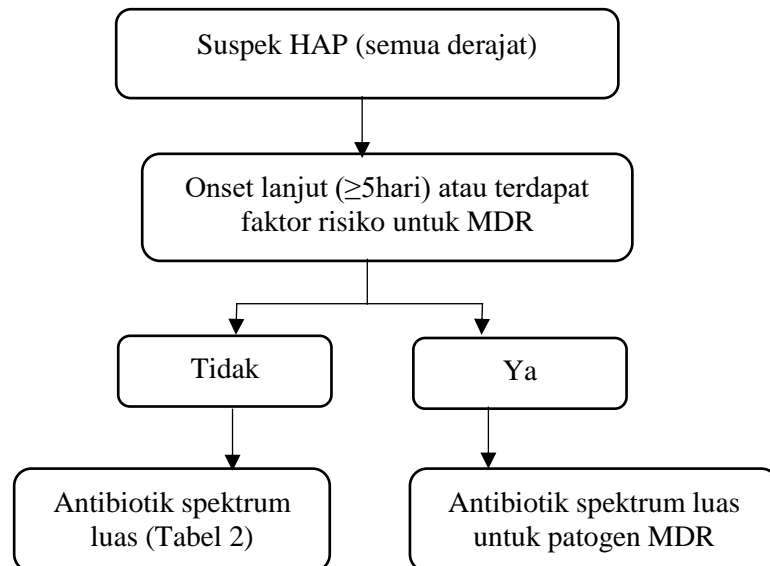 Suspek HAP (semua derajat)
Onset lanjut (≥5hari) atau terdapat
faktor risiko untuk MDR
Tidak
Ya
Antibiotik spektrum
luas (Tabel 2)
Antibiotik spektrum luas
untuk patogen MDR